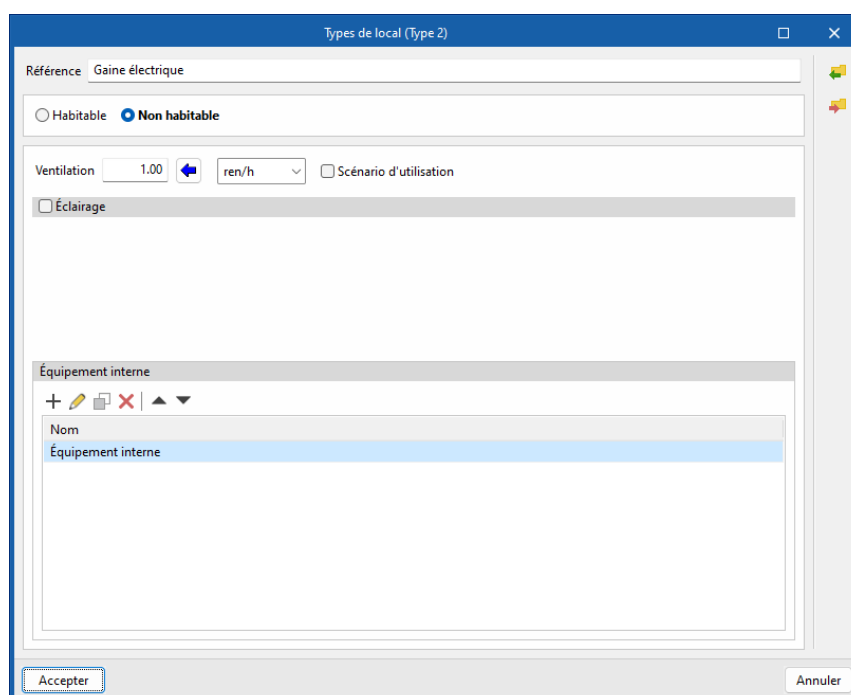 Types de local (Type 2)
Référence Gaine électrique
Habitable Non habitable
Ventilation 1.00 ren/h Scénario d'utilisation
Éclairage
Équipement interne
Nom
Équipement interne
Accepter Annuler